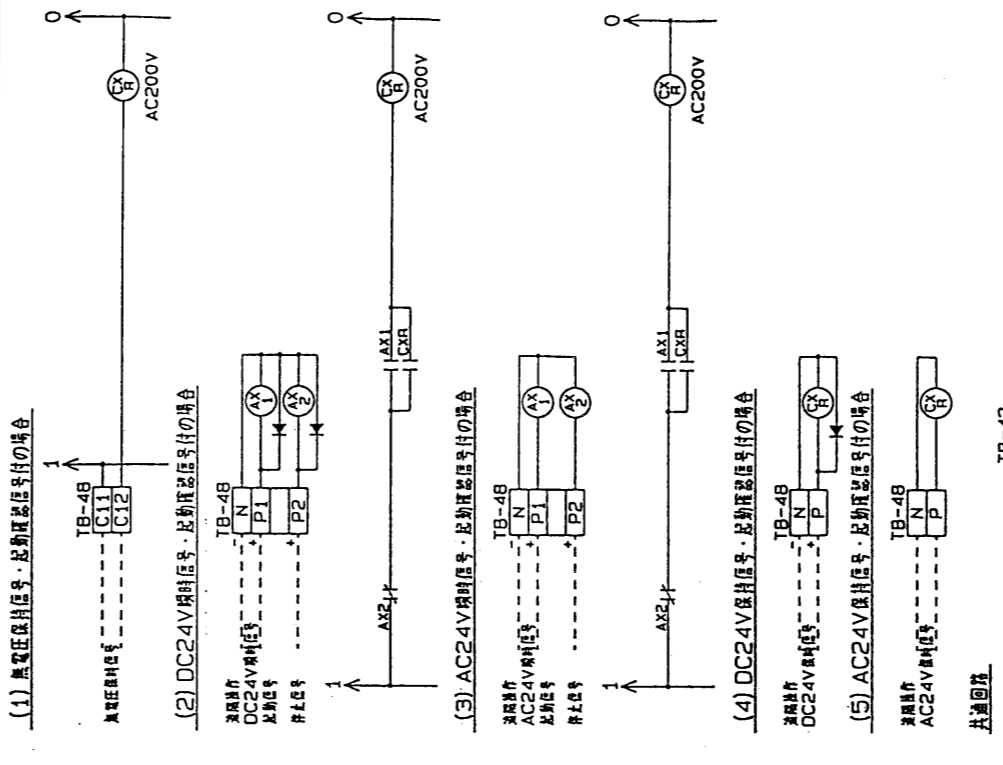 (1) 無電圧保持信号・起動確認信号付の場合
無電圧保持信号
TB-48
C11
C12
1
CX
R
AC200V
0
(2) DC24V瞬時信号・起動確認信号付の場合
遠隔操作
DC24V瞬時信号
起動信号
停止信号
TB-48
N
P1
P2
-
+
+
AX
1
AX
2
1
AX2
AX1
CXR
CX
R
AC200V
0
(3) AC24V瞬時信号・起動確認信号付の場合
遠隔操作
AC24V瞬時信号
起動信号
停止信号
TB-48
N
P1
P2
-
+
+
AX
1
AX
2
1
AX2
AX1
CXR
CX
R
AC200V
0
(4) DC24V保持信号・起動確認信号付の場合
遠隔操作
DC24V保持信号
TB-48
N
P
-
+
CX
R
(5) AC24V保持信号・起動確認信号付の場合
遠隔操作
AC24V保持信号
TB-48
N
P
CX
R
共通回路